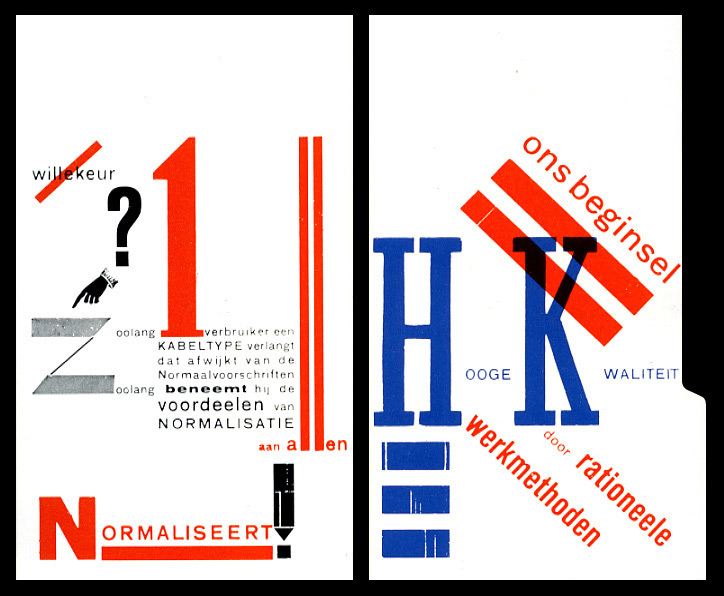 willekeur
?
Zoolang 1 verbruiker een
KABELTYPE verlangt
dat afwijkt van de
Normaalvoorschriften
Zoolang beneemt hij de
voordeelen van
NORMALISATIE
aan allen
NORMALISEERT!
ons beginsel
HOOGE KWALITEIT
door rationeele
werkmethoden